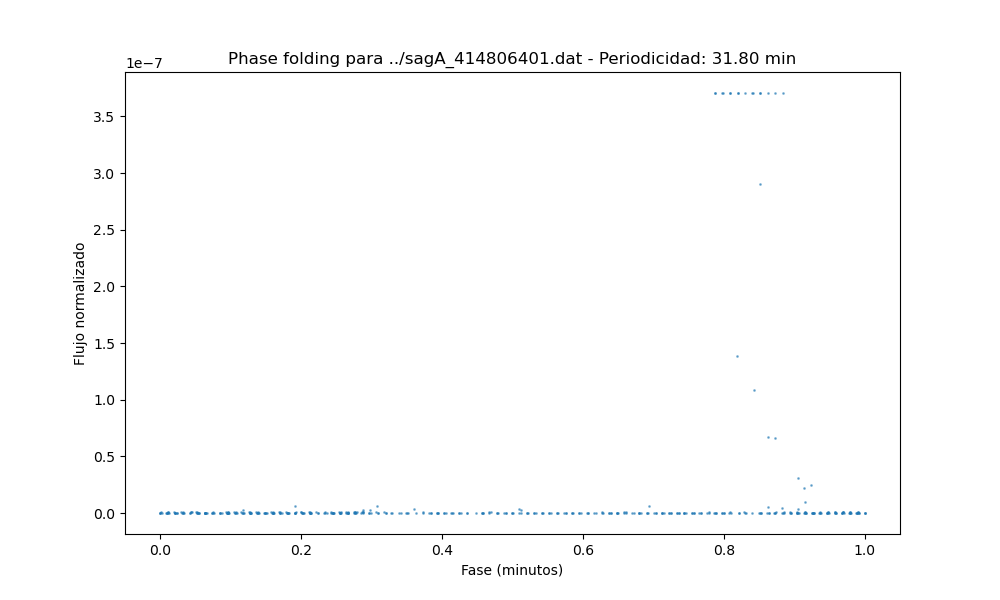 Phase folding para ../sagA_414806401.dat - Periodicidad: 31.80 min
1e−7
3.5
3.0
2.5
2.0
1.5
1.0
0.5
0.0
Flujo normalizado
0.0 0.2 0.4 0.6 0.8 1.0
Fase (minutos)